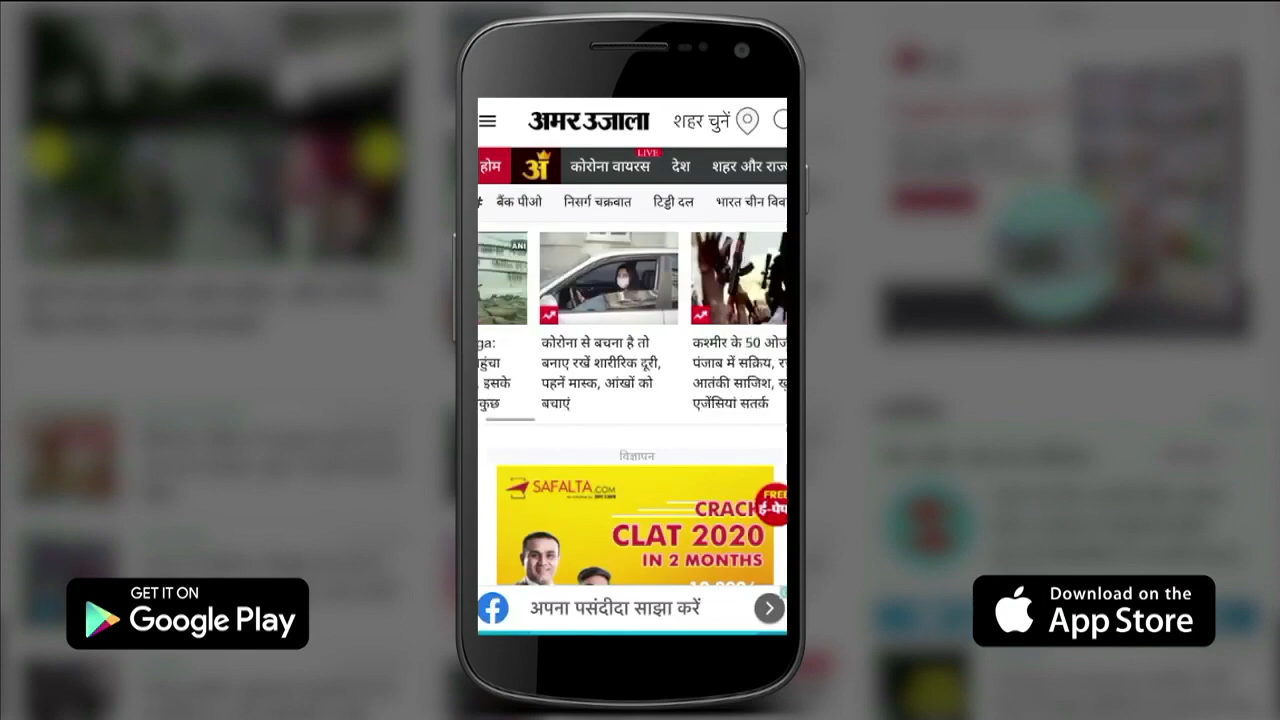 अमर उजाला शहर चुनें
LIVE
होम अं कोरोना वायरस देश शहर और राज्य
# बैंक पीओ निसर्ग चक्रवात टिड्डी दल भारत चीन विवा
ANI
ga:
हुंचा
, इसके
कुछ
कोरोना से बचना है तो
बनाए रखें शारीरिक दूरी,
पहनें मास्क, आंखों को
बचाएं
कश्मीर के 50 ओज
पंजाब में सक्रिय, र
आतंकी साजिश, खु
एजेंसियां सतर्क
विज्ञापन
SAFALTA.COM
CRACK
CLAT 2020
IN 2 MONTHS
FREE
ई-पेप
अपना पसंदीदा साझा करें
GET IT ON
Google Play
Download on the
App Store